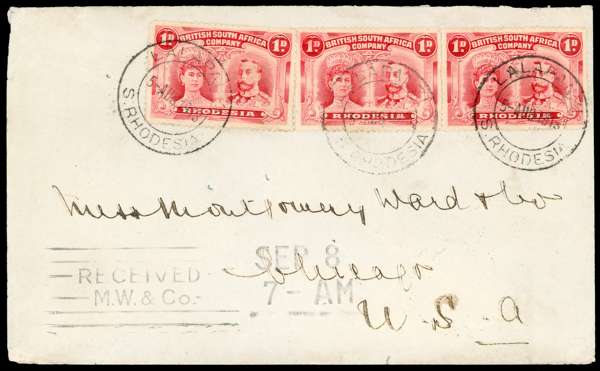 1D BRITISH SOUTH AFRICA COMPANY 1D
RHODESIA
1D BRITISH SOUTH AFRICA COMPANY 1D
RHODESIA
1D BRITISH SOUTH AFRICA COMPANY 1D
RHODESIA
S. RHODESIA
S. RHODESIA
S. RHODESIA
Mess Montgomery Ward & Co
Chicago
U. S. A
RECEIVED
M.W. & Co.
SEP 8
7-AM